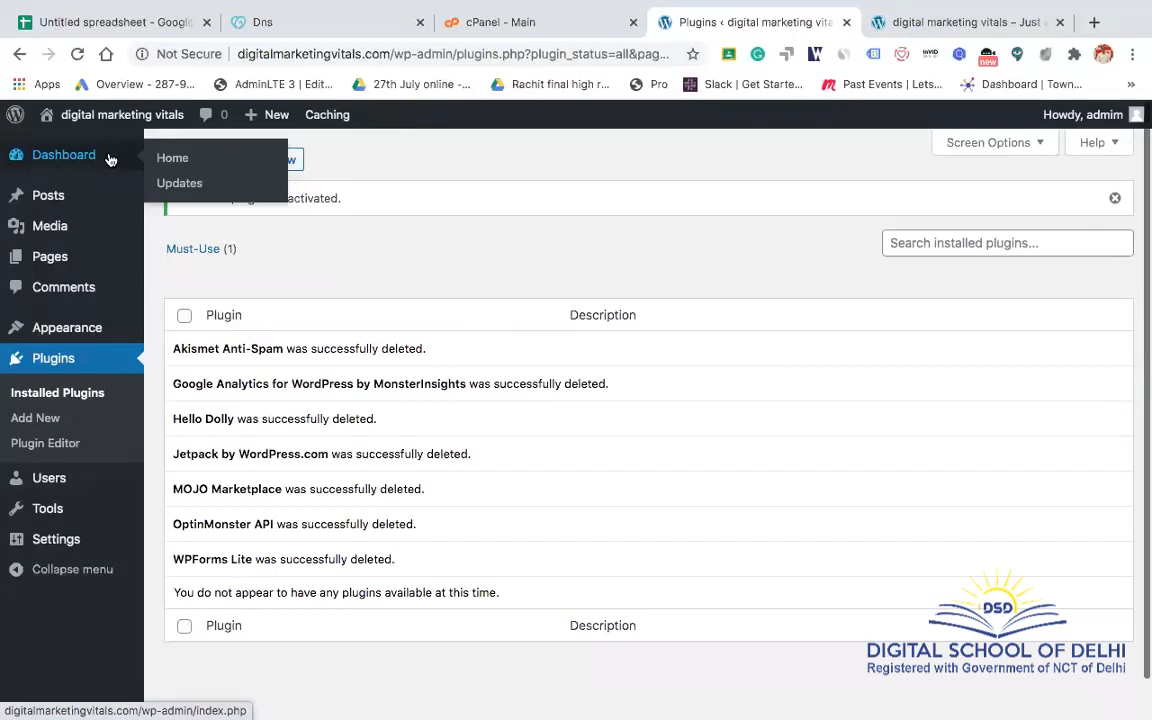 Untitled spreadsheet - Google
Dns
cPanel - Main
Plugins ‹ digital marketing vita
digital marketing vitals – Just
Not Secure
digitalmarketingvitals.com/wp-admin/plugins.php?plugin_status=all&pag...
new
Apps
Overview - 287-9...
AdminLTE 3 | Edit...
27th July online -...
Rachit final high r...
Pro
Slack | Get Starte...
Past Events | Lets...
Dashboard | Town...
»
digital marketing vitals
0
+ New
Caching
Howdy, admim
Dashboard
Home
Updates
Screen Options
Help
Posts
Media
Pages
Comments
Appearance
Plugins
Installed Plugins
Add New
Plugin Editor
Users
Tools
Settings
Collapse menu
Must-Use (1)
Search installed plugins...
Plugin
Description
Akismet Anti-Spam was successfully deleted.
Google Analytics for WordPress by MonsterInsights was successfully deleted.
Hello Dolly was successfully deleted.
Jetpack by WordPress.com was successfully deleted.
MOJO Marketplace was successfully deleted.
OptinMonster API was successfully deleted.
WPForms Lite was successfully deleted.
You do not appear to have any plugins available at this time.
Plugin
Description
DSD
DIGITAL SCHOOL OF DELHI
Registered with Government of NCT of Delhi
digitalmarketingvitals.com/wp-admin/index.php